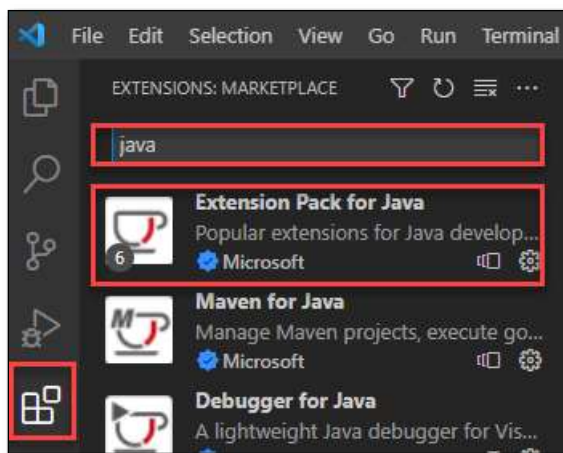 File Edit Selection View Go Run Terminal
EXTENSIONS: MARKETPLACE
java
Extension Pack for Java
Popular extensions for Java develop...
6
Microsoft
Maven for Java
Manage Maven projects, execute go...
Microsoft
Debugger for Java
A lightweight Java debugger for Vis...